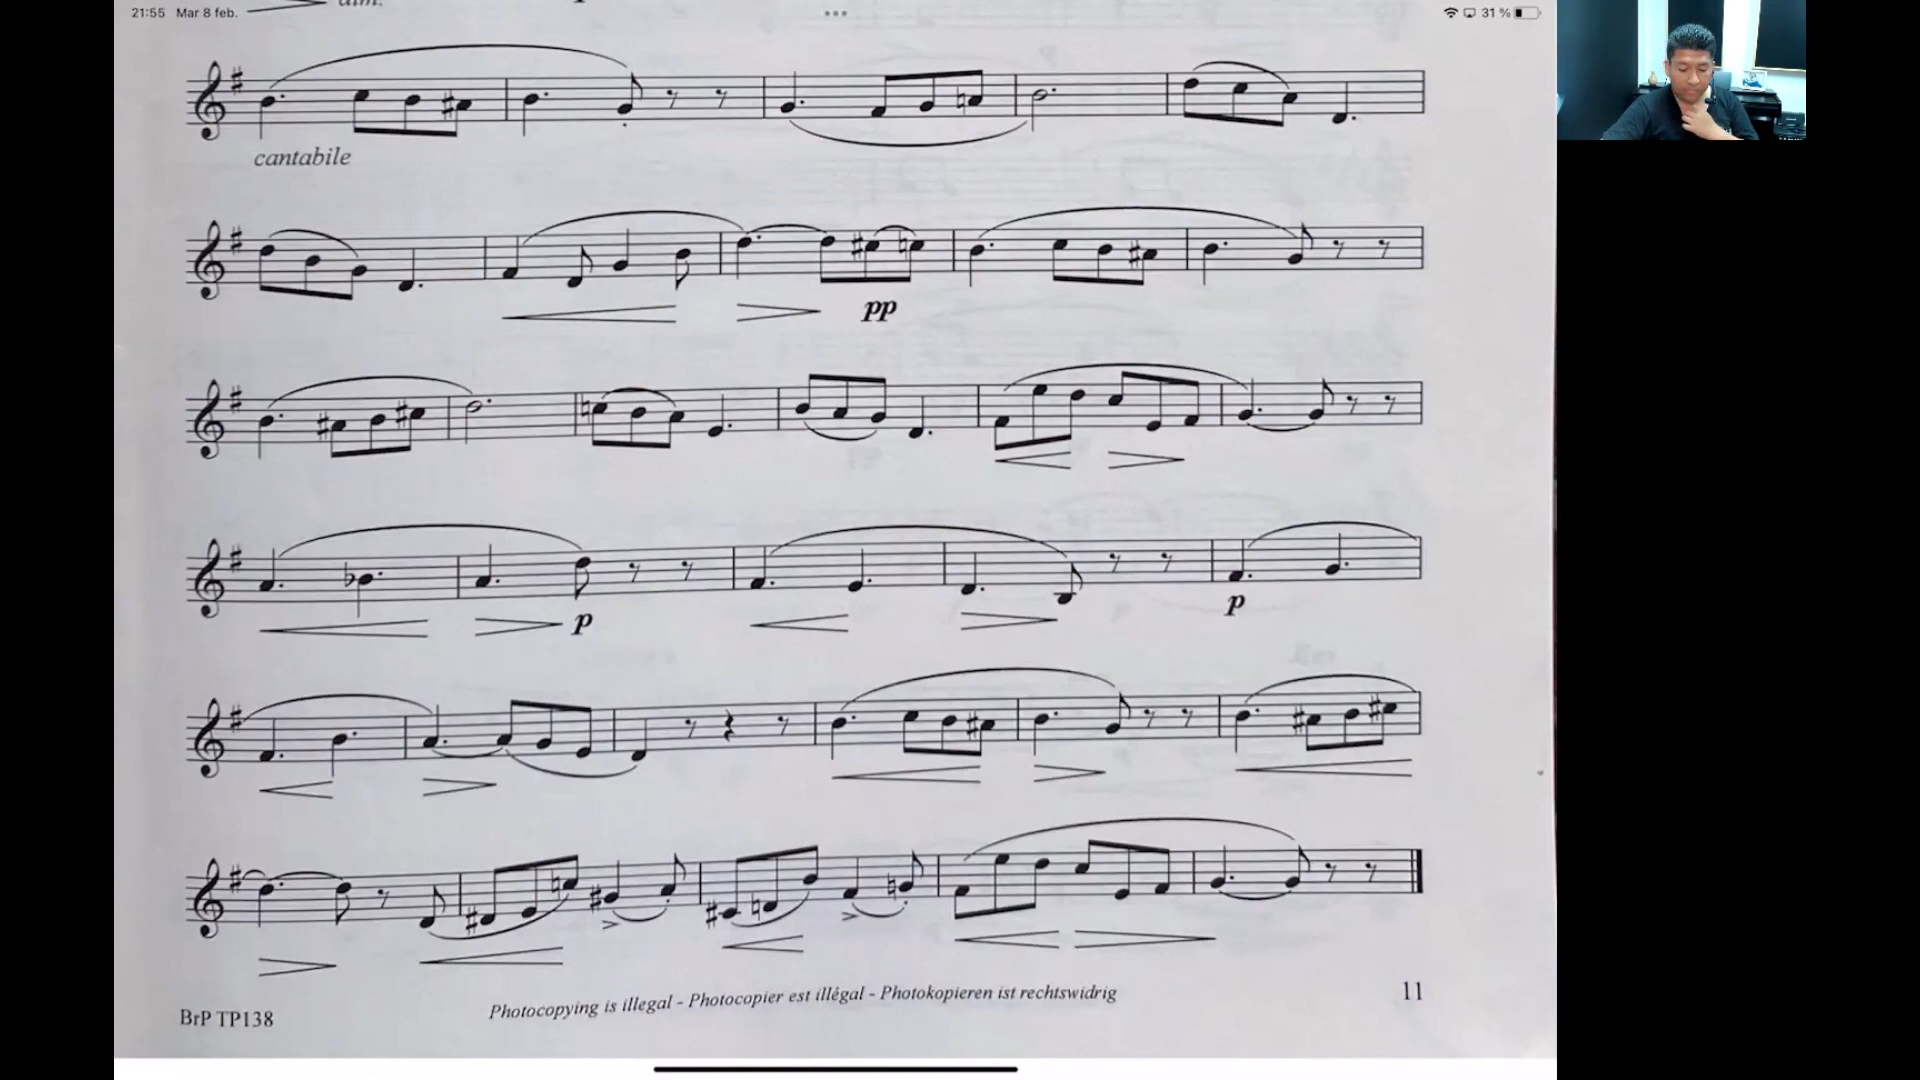 21:55 Mar 8 feb.
31 %
dim.
cantabile
pp
p
p
Photocopying is illegal - Photocopier est illégal - Photokopieren ist rechtswidrig
11
BrP TP138